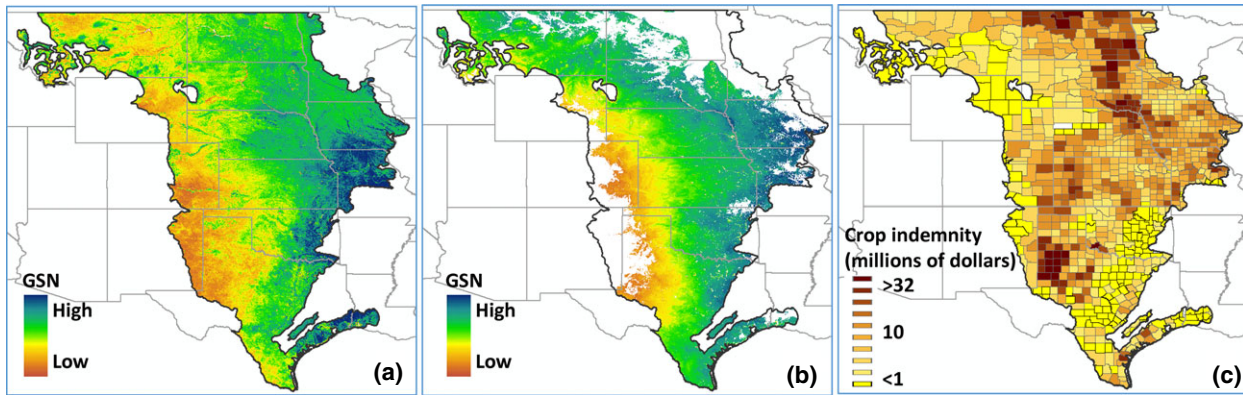 GSN
High
Low
(a)
GSN
High
Low
(b)
Crop indemnity
(millions of dollars)
>32
10
<1
(c)